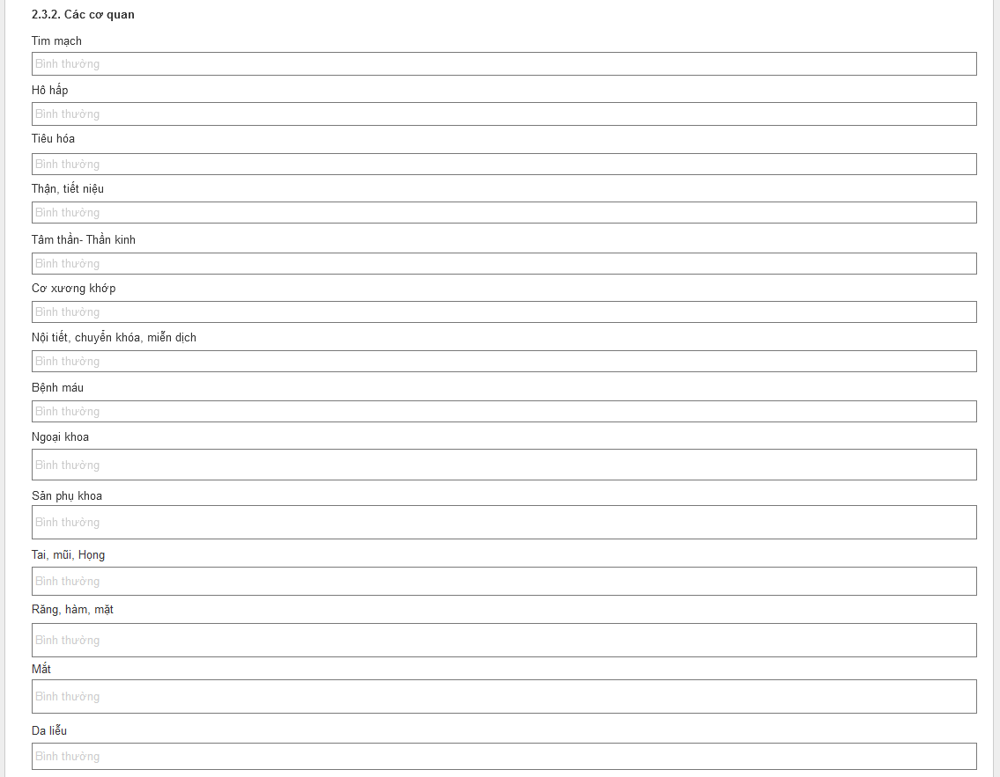 2.3.2. Các cơ quan
Tim mạch
Bình thường
Hô hấp
Bình thường
Tiêu hóa
Bình thường
Thận, tiết niệu
Bình thường
Tâm thần- Thần kinh
Bình thường
Cơ xương khớp
Bình thường
Nội tiết, chuyển khóa, miễn dịch
Bình thường
Bệnh máu
Bình thường
Ngoại khoa
Bình thường
Sản phụ khoa
Bình thường
Tai, mũi, Họng
Bình thường
Răng, hàm, mặt
Bình thường
Mắt
Bình thường
Da liễu
Bình thường